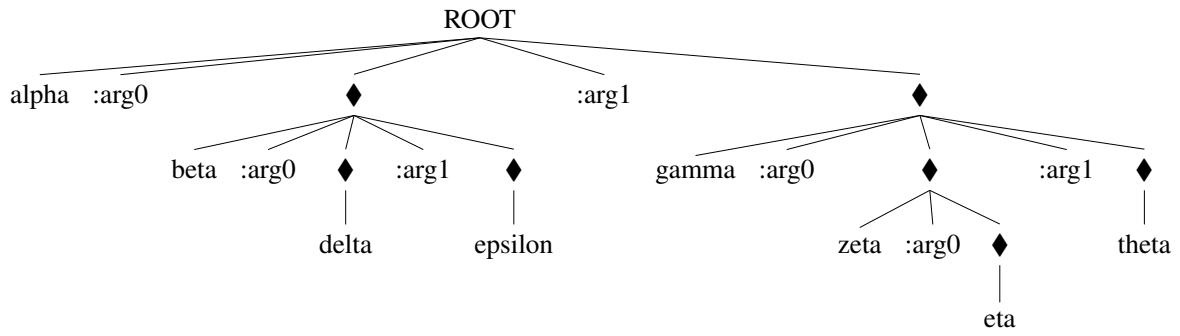 ROOT
alpha :arg0 ♦ :arg1 ♦
beta :arg0 ♦ :arg1 ♦ gamma :arg0 ♦ :arg1 ♦
delta epsilon zeta :arg0 ♦ theta
eta